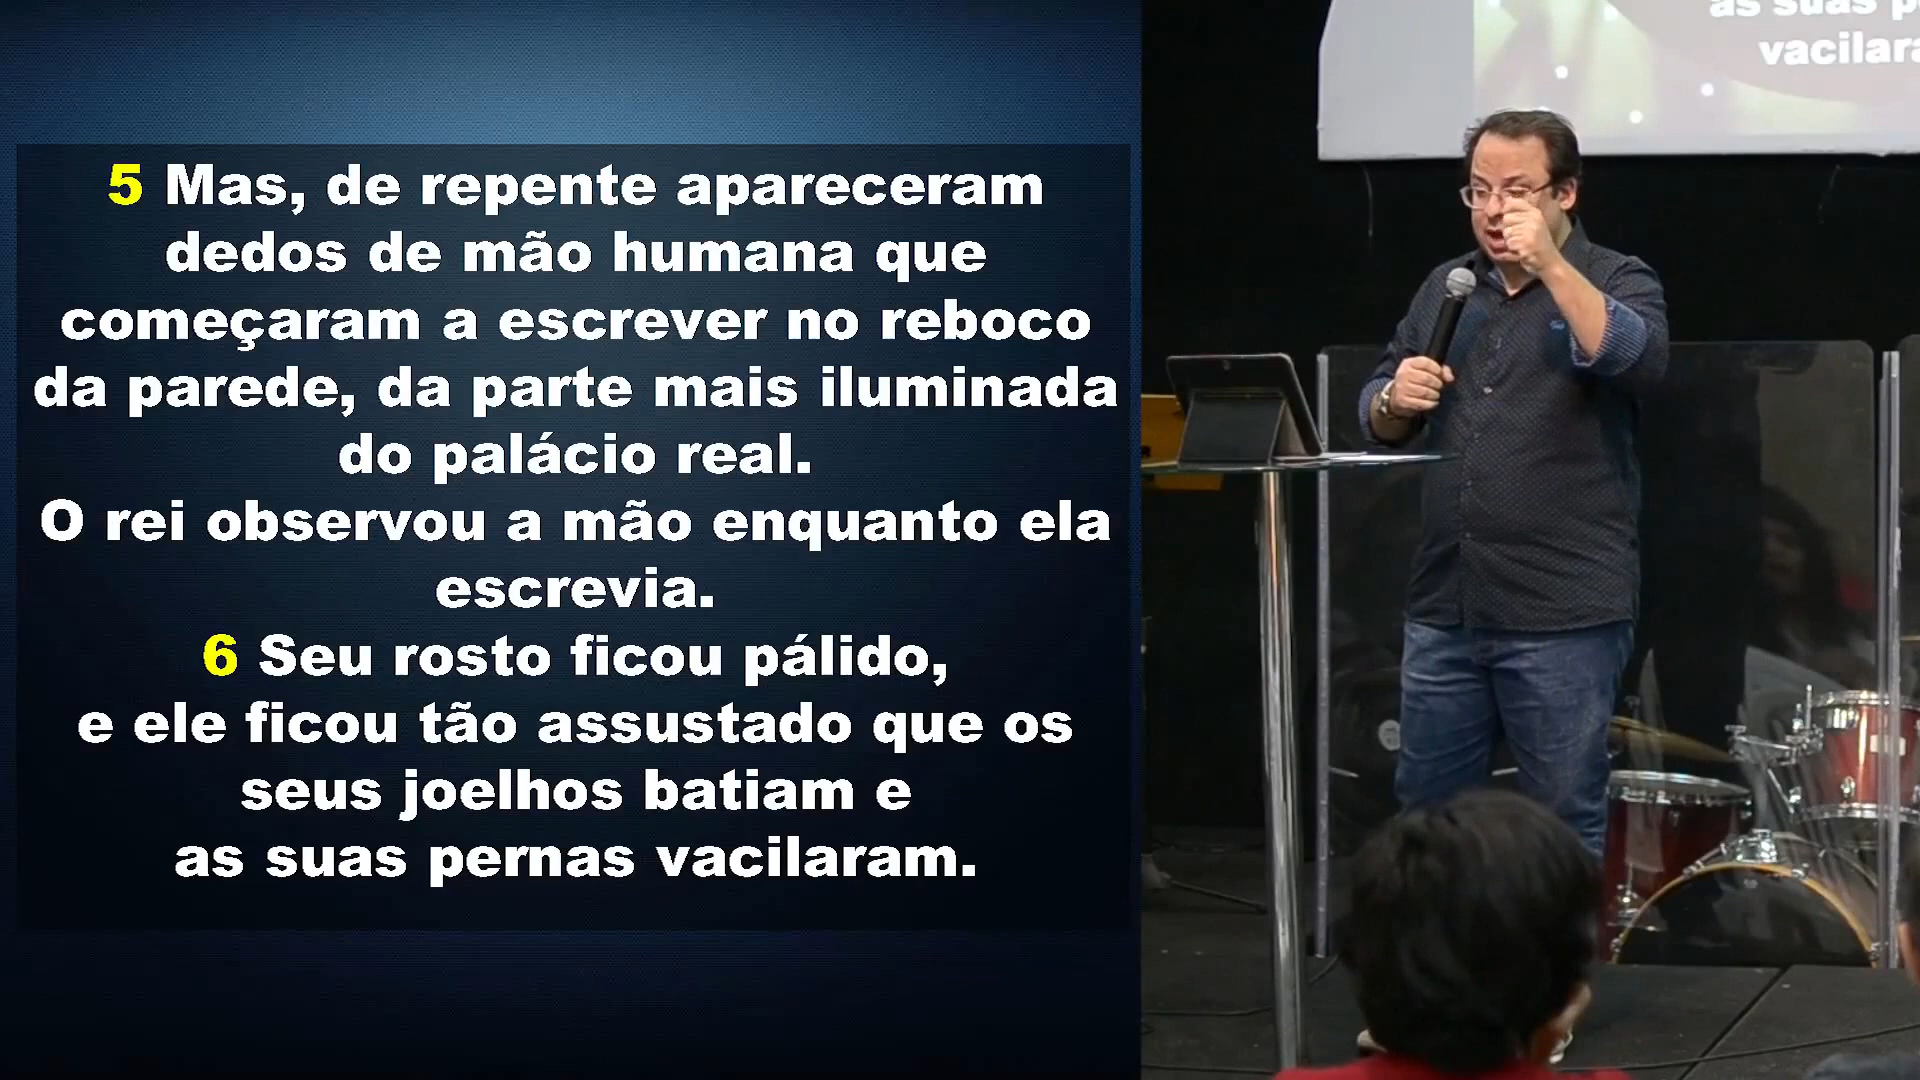 5 Mas, de repente apareceram
dedos de mão humana que
começaram a escrever no reboco
da parede, da parte mais iluminada
do palácio real.
O rei observou a mão enquanto ela
escrevia.
6 Seu rosto ficou pálido,
e ele ficou tão assustado que os
seus joelhos batiam e
as suas pernas vacilaram.
as suas